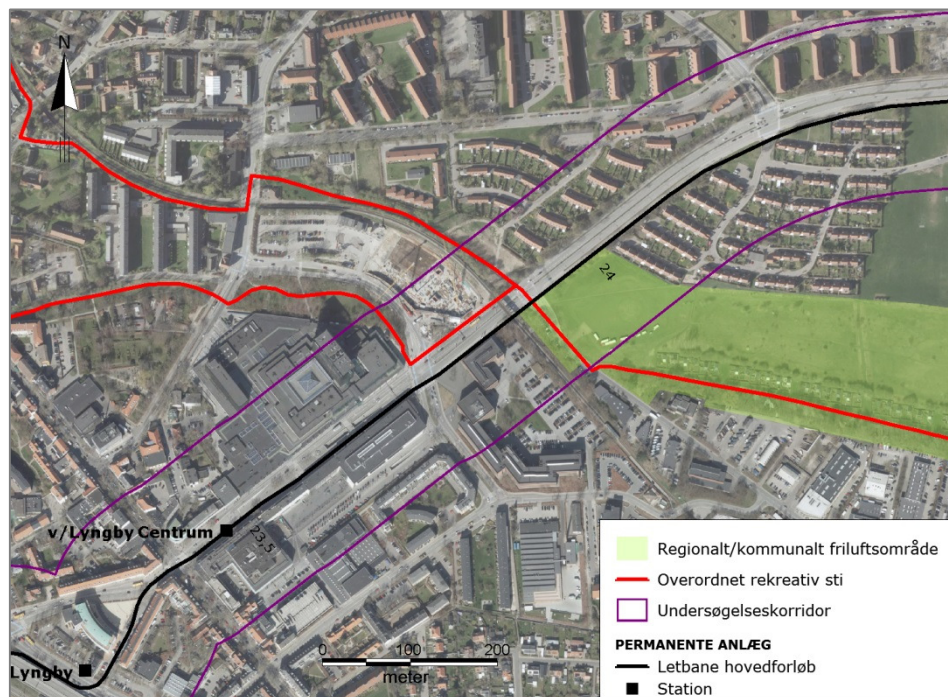 N
24
v/Lyngby Centrum
23,5
Lyngby
0 100 200
meter
Regionalt/kommunalt friluftsområde
Overordnet rekreativ sti
Undersøgelseskorridor
PERMANENTE ANLÆG
Letbane hovedforløb
Station